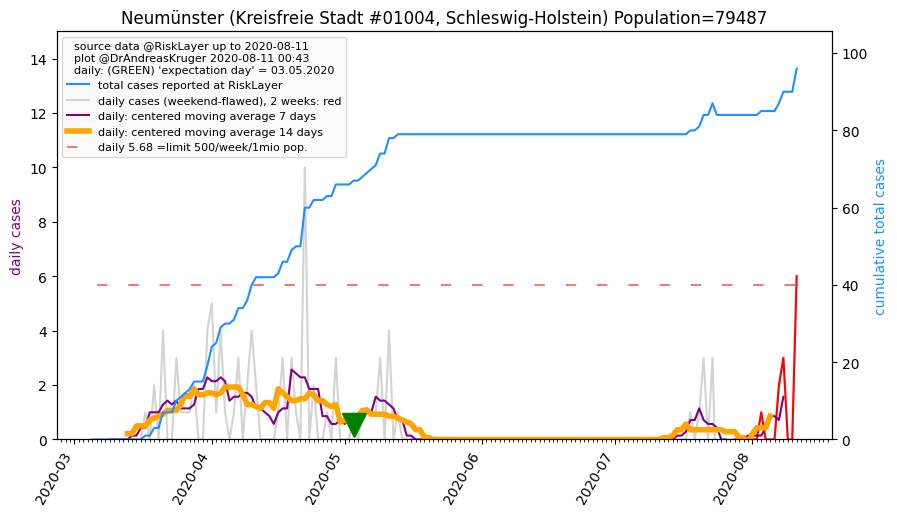 Neumünster (Kreisfreie Stadt #01004, Schleswig-Holstein) Population=79487
source data @RiskLayer up to 2020-08-11
plot @DrAndreasKruger 2020-08-11 00:43
daily: (GREEN) 'expectation day' = 03.05.2020
total cases reported at RiskLayer
daily cases (weekend-flawed), 2 weeks: red
daily: centered moving average 7 days
daily: centered moving average 14 days
daily 5.68 =limit 500/week/1mio pop.
daily cases
14
12
10
8
6
4
2
0
cumulative total cases
100
80
60
40
20
0
2020-03
2020-04
2020-05
2020-06
2020-07
2020-08